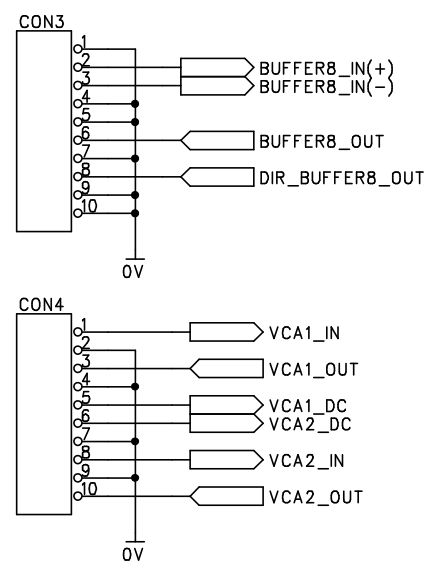 CON3
1
2 BUFFER8_IN(+)
3 BUFFER8_IN(-)
4
5
6 BUFFER8_OUT
7
8 DIR_BUFFER8_OUT
9
10
0V
CON4
1 VCA1_IN
2
3 VCA1_OUT
4
5 VCA1_DC
6 VCA2_DC
7
8 VCA2_IN
9
10 VCA2_OUT
0V